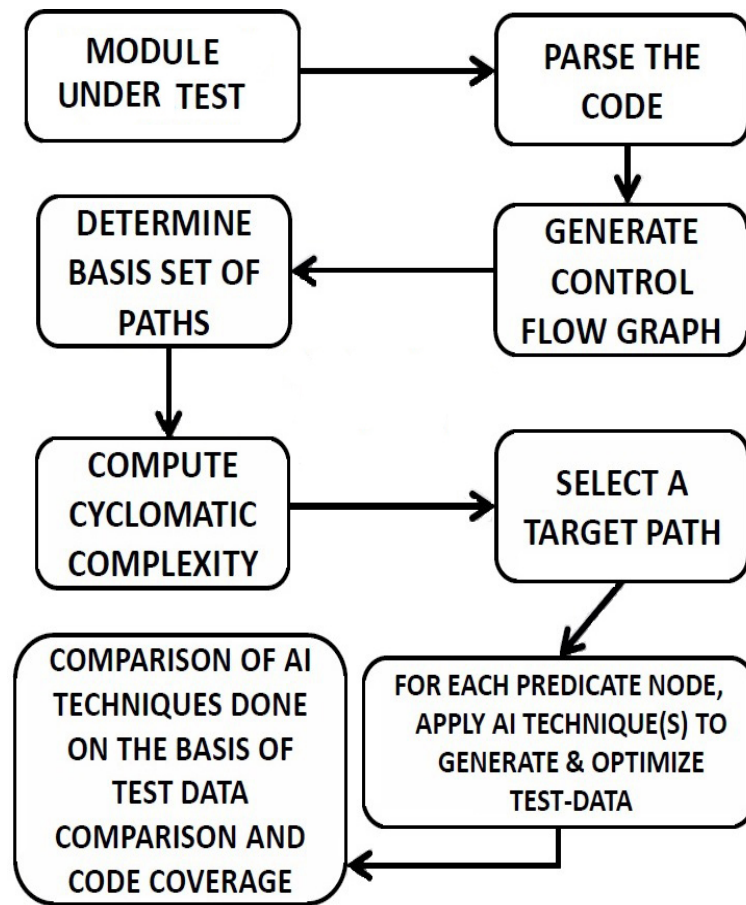 MODULE
UNDER TEST
PARSE THE
CODE
DETERMINE
BASIS SET OF
PATHS
GENERATE
CONTROL
FLOW GRAPH
COMPUTE
CYCLOMATIC
COMPLEXITY
SELECT A
TARGET PATH
COMPARISON OF AI
TECHNIQUES DONE
ON THE BASIS OF
TEST DATA
COMPARISON AND
CODE COVERAGE
FOR EACH PREDICATE NODE,
APPLY AI TECHNIQUE(S) TO
GENERATE & OPTIMIZE
TEST-DATA